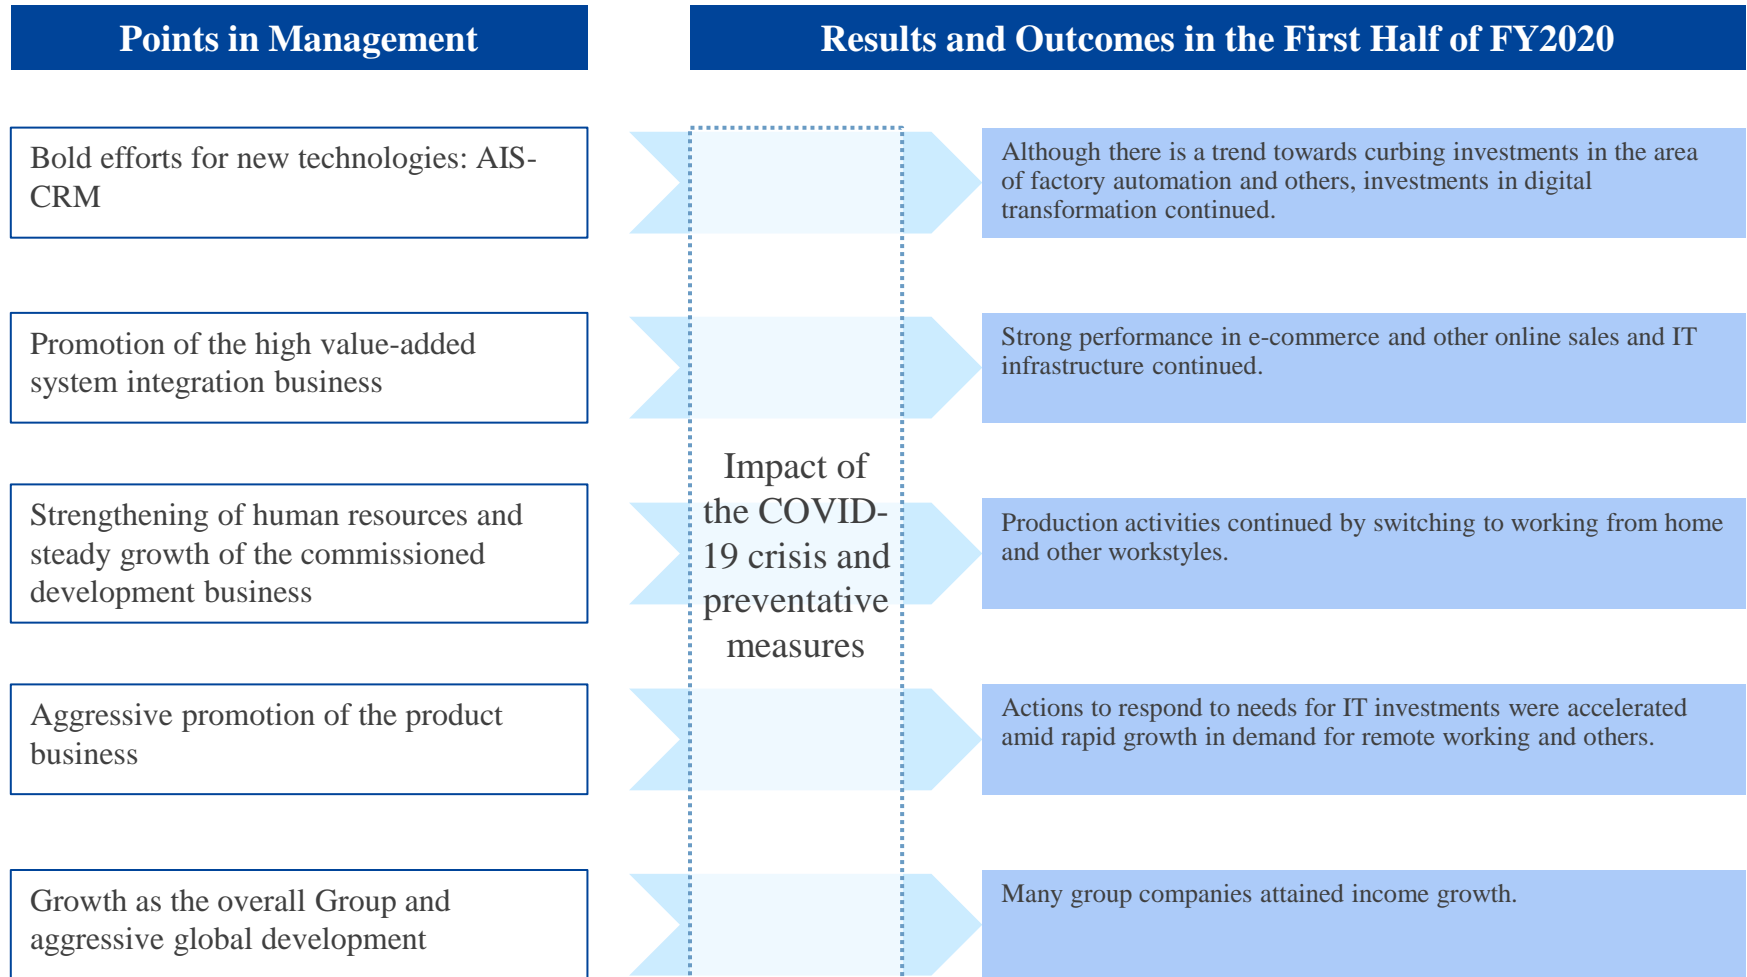 Points in Management
Results and Outcomes in the First Half of FY2020
Bold efforts for new technologies: AIS-
CRM
Although there is a trend towards curbing investments in the area
of factory automation and others, investments in digital
transformation continued.
Promotion of the high value-added
system integration business
Strong performance in e-commerce and other online sales and IT
infrastructure continued.
Impact of
the COVID-
19 crisis and
preventative
measures
Strengthening of human resources and
steady growth of the commissioned
development business
Production activities continued by switching to working from home
and other workstyles.
Aggressive promotion of the product
business
Actions to respond to needs for IT investments were accelerated
amid rapid growth in demand for remote working and others.
Growth as the overall Group and
aggressive global development
Many group companies attained income growth.